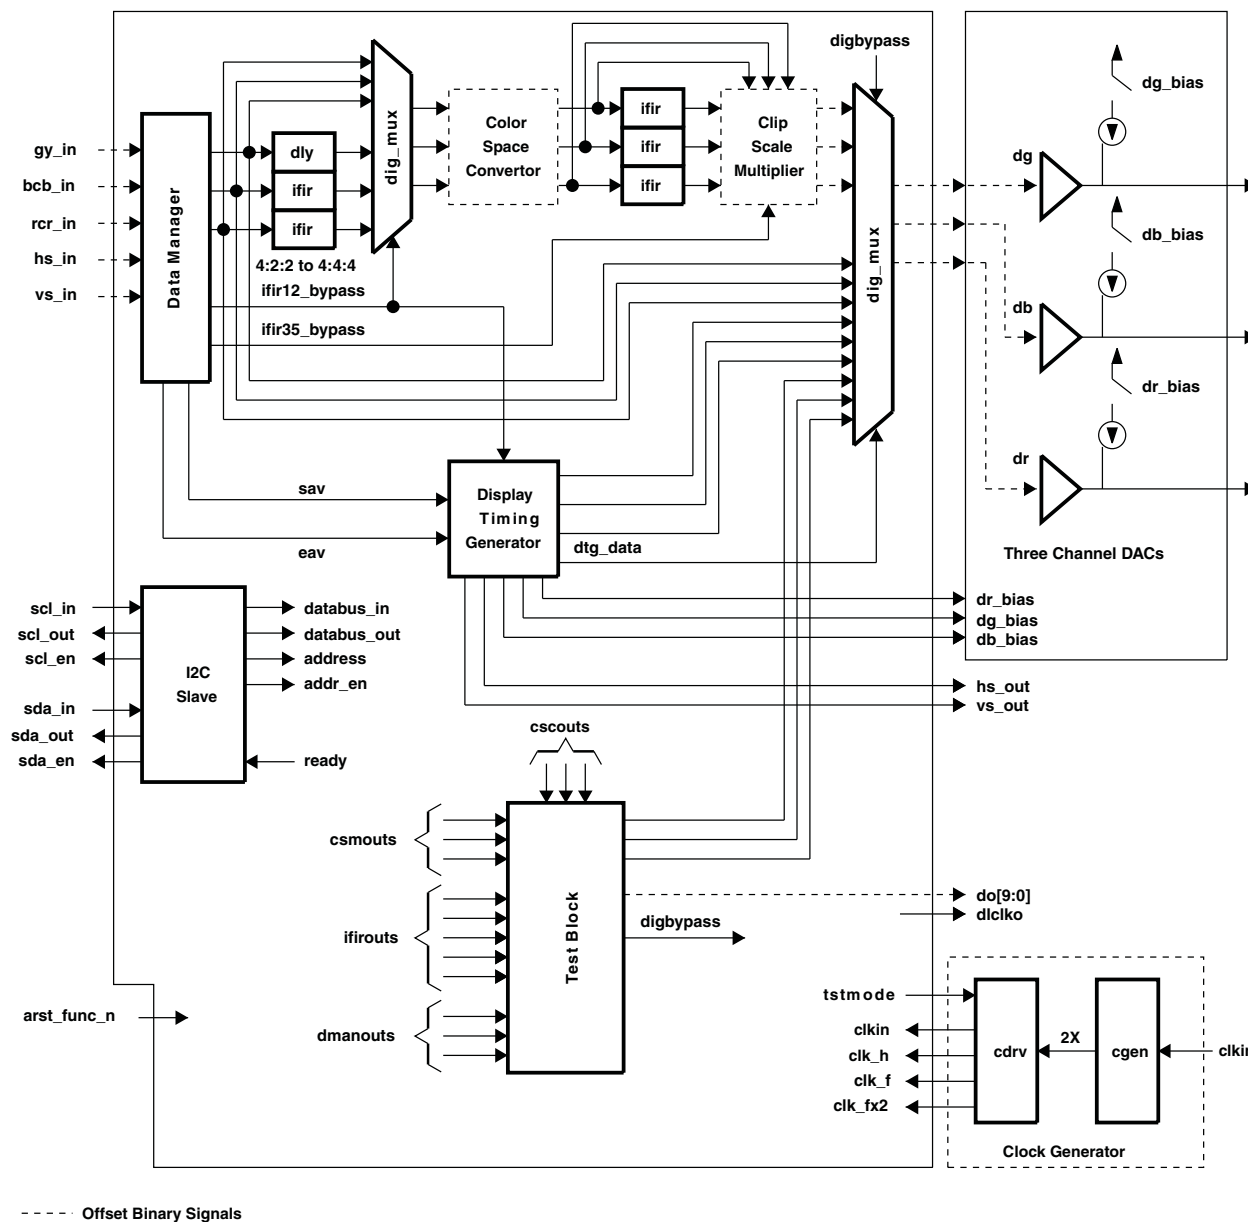 digbypass
dg_bias
gy_in
bcb_in
rcr_in
hs_in
vs_in
Data Manager
dly
ifir
ifir
4:2:2 to 4:4:4
ifir12_bypass
ifir35_bypass
dig_mux
Color
Space
Convertor
ifir
ifir
ifir
Clip
Scale
Multiplier
dig_mux
dg
db_bias
db
dr_bias
dr
Three Channel DACs
sav
eav
Display
Timing
Generator
dtg_data
dr_bias
dg_bias
db_bias
hs_out
vs_out
scl_in
scl_out
scl_en
sda_in
sda_out
sda_en
I2C
Slave
databus_in
databus_out
address
addr_en
ready
cscouts
csmouts
ifirouts
dmanouts
Test Block
digbypass
do[9:0]
dlclko
arst_func_n
tstmode
clkin
clk_h
clk_f
clk_fx2
cdrv
2X
cgen
Clock Generator
Offset Binary Signals